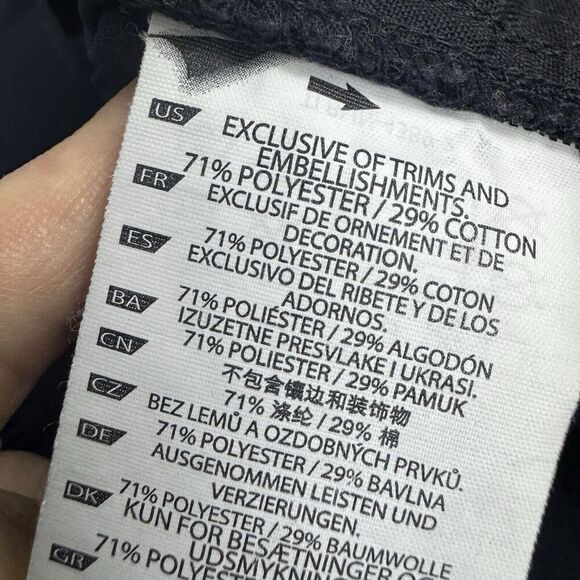 US EXCLUSIVE OF TRIMS AND
EMBELLISHMENTS.
71% POLYESTER / 29% COTTON
FR EXCLUSIF DE ORNEMENT ET DE
DECORATION.
71% POLYESTER / 29% COTON
ES EXCLUSIVO DEL RIBETE Y DE LOS
ADORNOS.
71% POLIÉSTER / 29% ALGODÓN
BA IZUZETNE PRESVLAKE I UKRASI.
71% POLIESTER / 29% PAMUK
CN 不包含镶边和装饰物
71% 涤纶 / 29% 棉
CZ BEZ LEMŮ A OZDOBNÝCH PRVKŮ.
71% POLYESTER / 29% BAVLNA
DE AUSGENOMMEN LEISTEN UND
VERZIERUNGEN.
71% POLYESTER / 29% BAUMWOLLE
DK KUN FOR BESÆTNINGER OG
UDSMYKNING
GR 71% POLYESTER